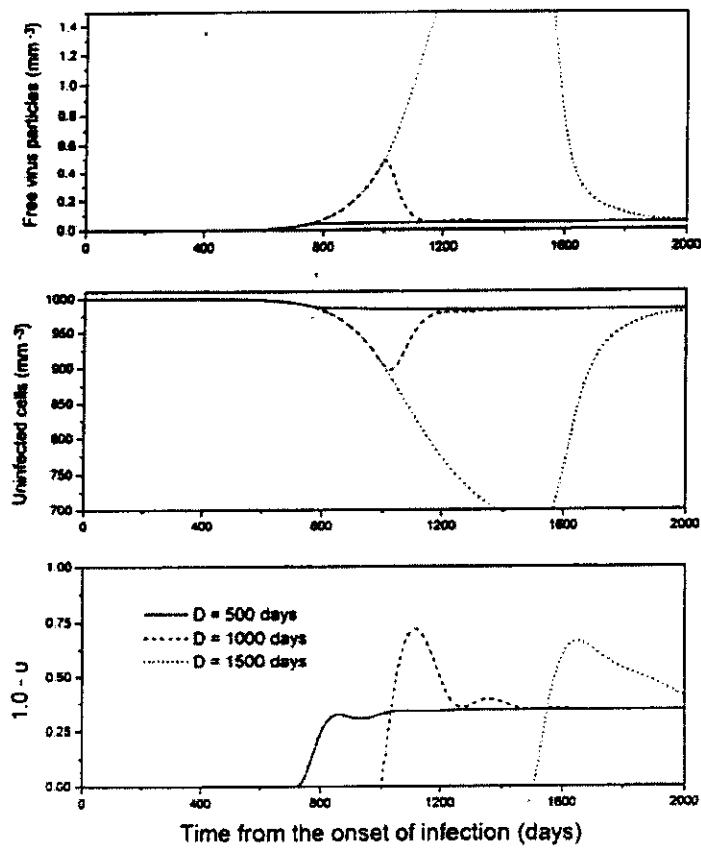 Free virus particles (mm⁻³)
1.4
1.2
1.0
0.8
0.6
0.4
0.2
0.0
0 400 800 1200 1600 2000
Uninfected cells (mm⁻³)
1000
950
900
850
800
750
700
0 400 800 1200 1600 2000
1.0 - u
1.00
0.75
0.50
0.25
0.00
D = 500 days
D = 1000 days
D = 1500 days
0 400 800 1200 1600 2000
Time from the onset of infection (days)